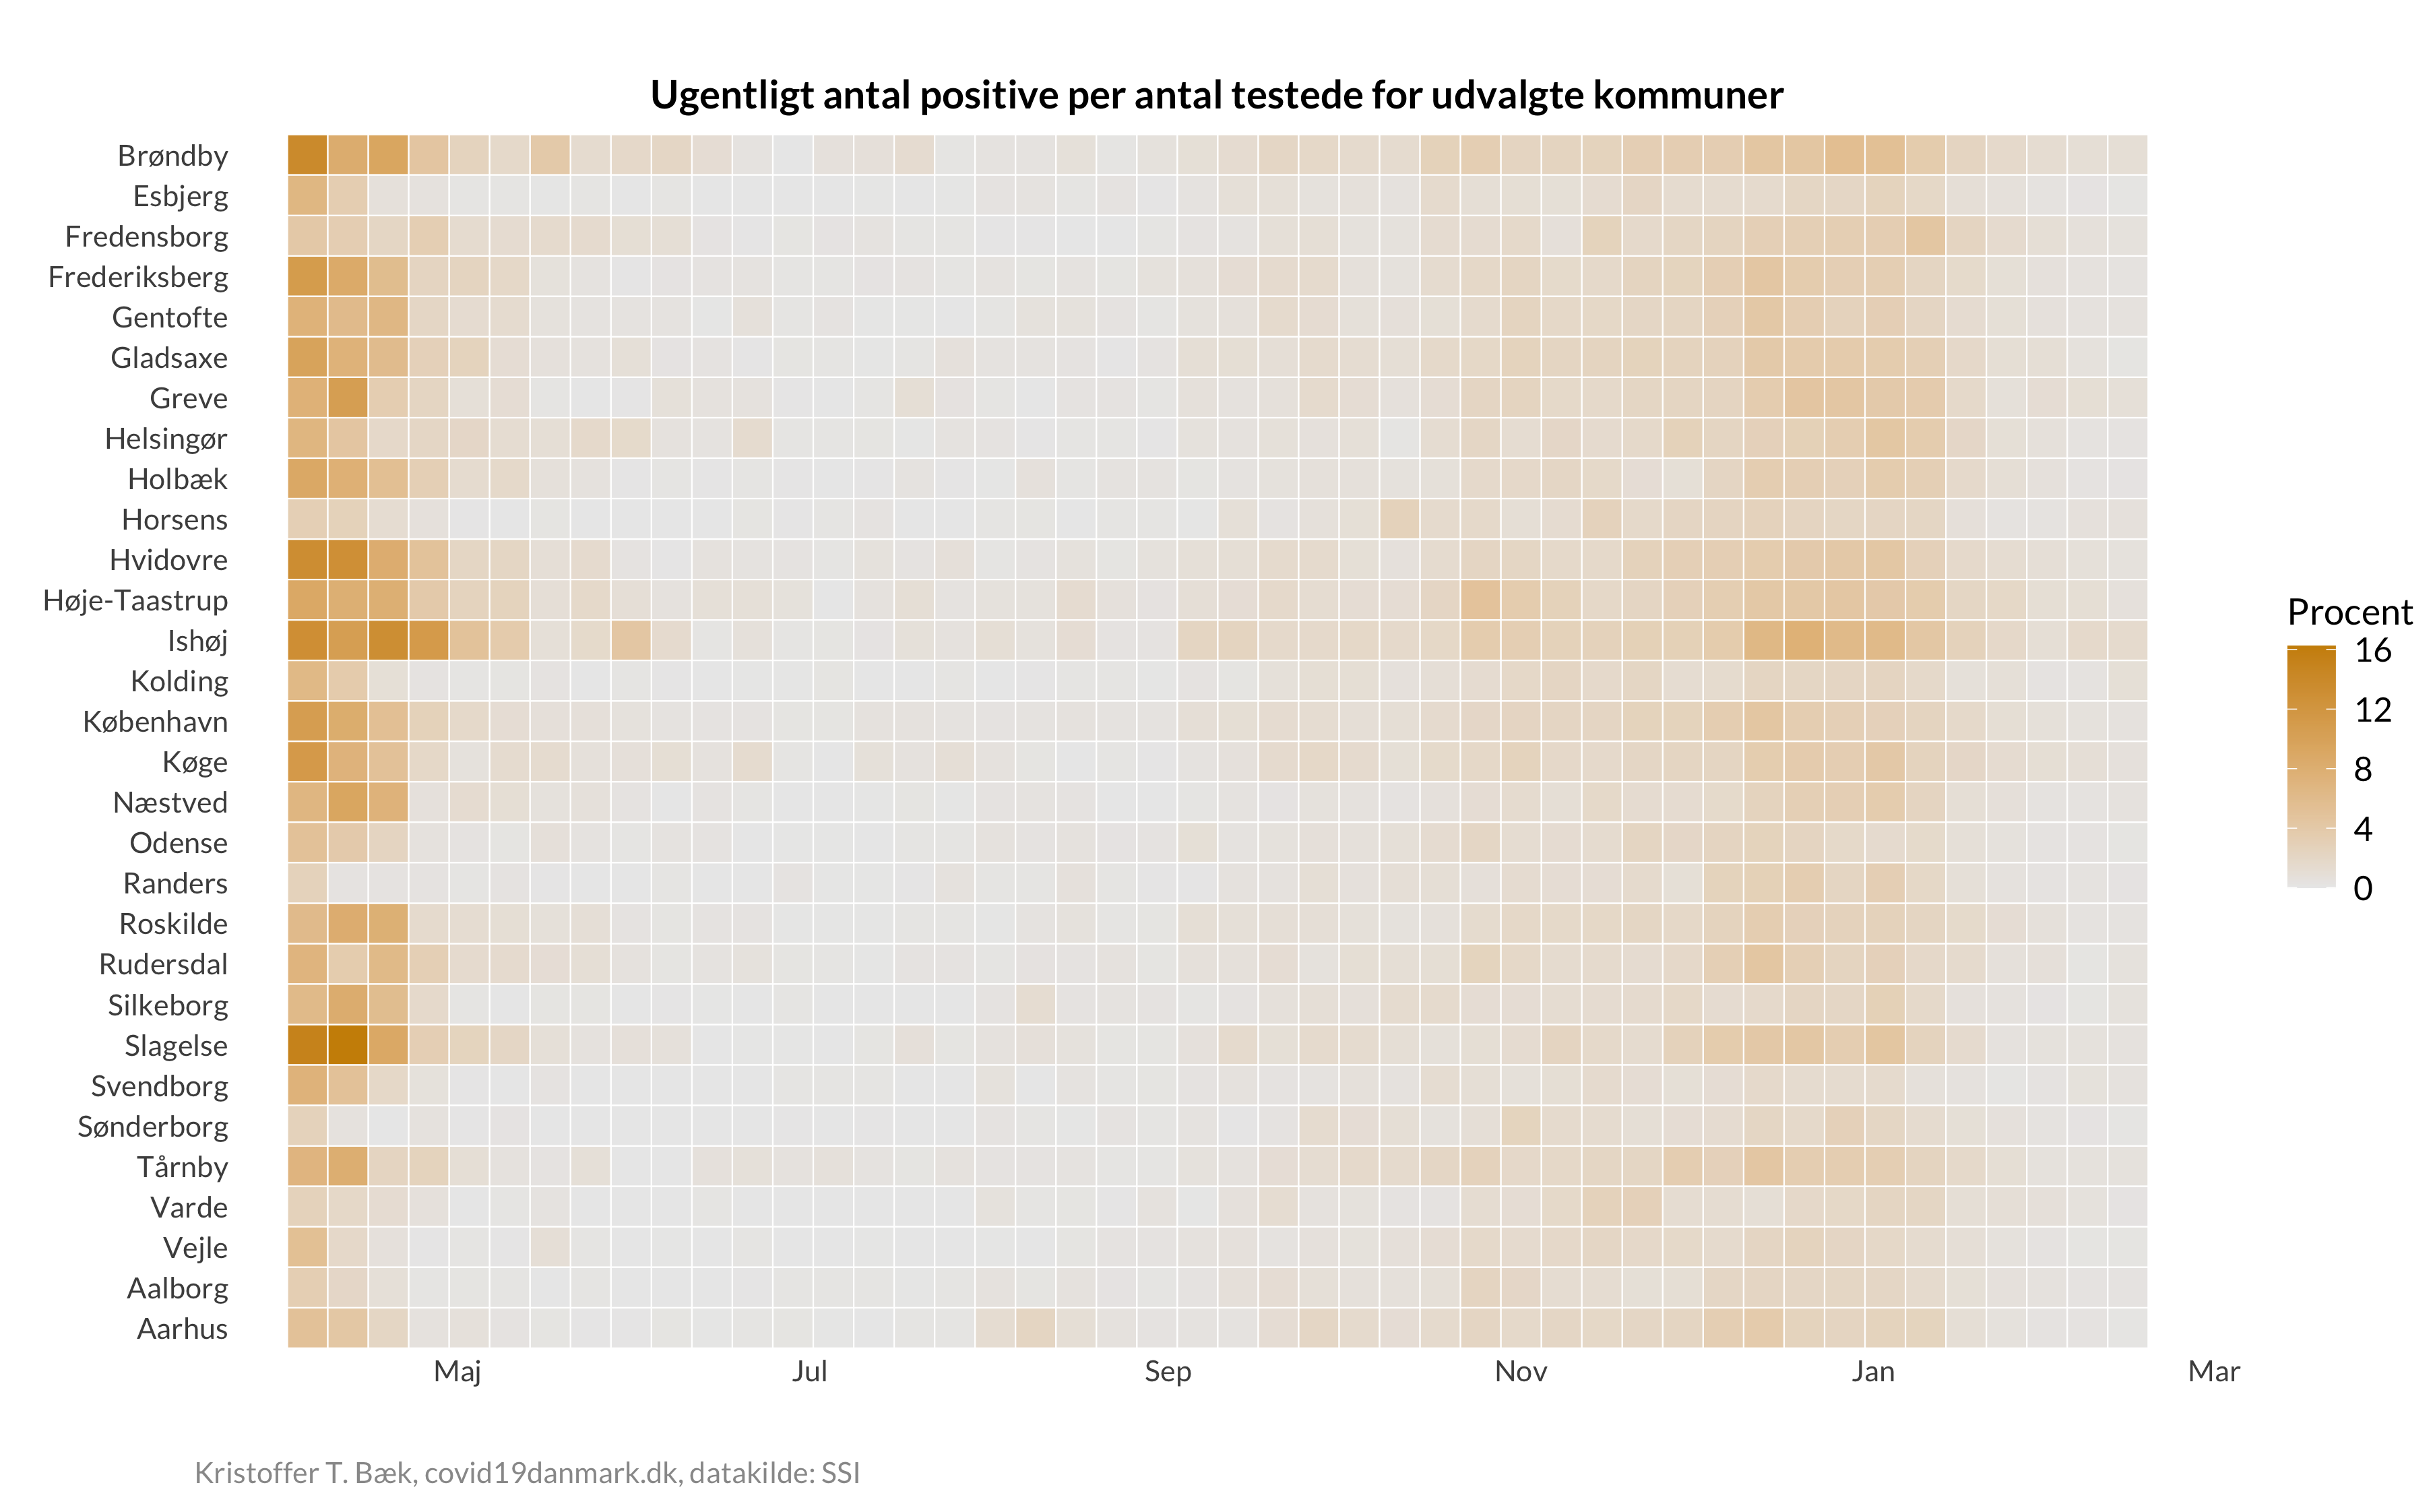 Ugentligt antal positive per antal testede for udvalgte kommuner
Brøndby
Esbjerg
Fredensborg
Frederiksberg
Gentofte
Gladsaxe
Greve
Helsingør
Holbæk
Horsens
Hvidovre
Høje-Taastrup
Ishøj
Kolding
København
Køge
Næstved
Odense
Randers
Roskilde
Rudersdal
Silkeborg
Slagelse
Svendborg
Sønderborg
Tårnby
Varde
Vejle
Aalborg
Aarhus
Maj Jul Sep Nov Jan Mar
Procent
16
12
8
4
0
Kristoffer T. Bæk, covid19danmark.dk, datakilde: SSI